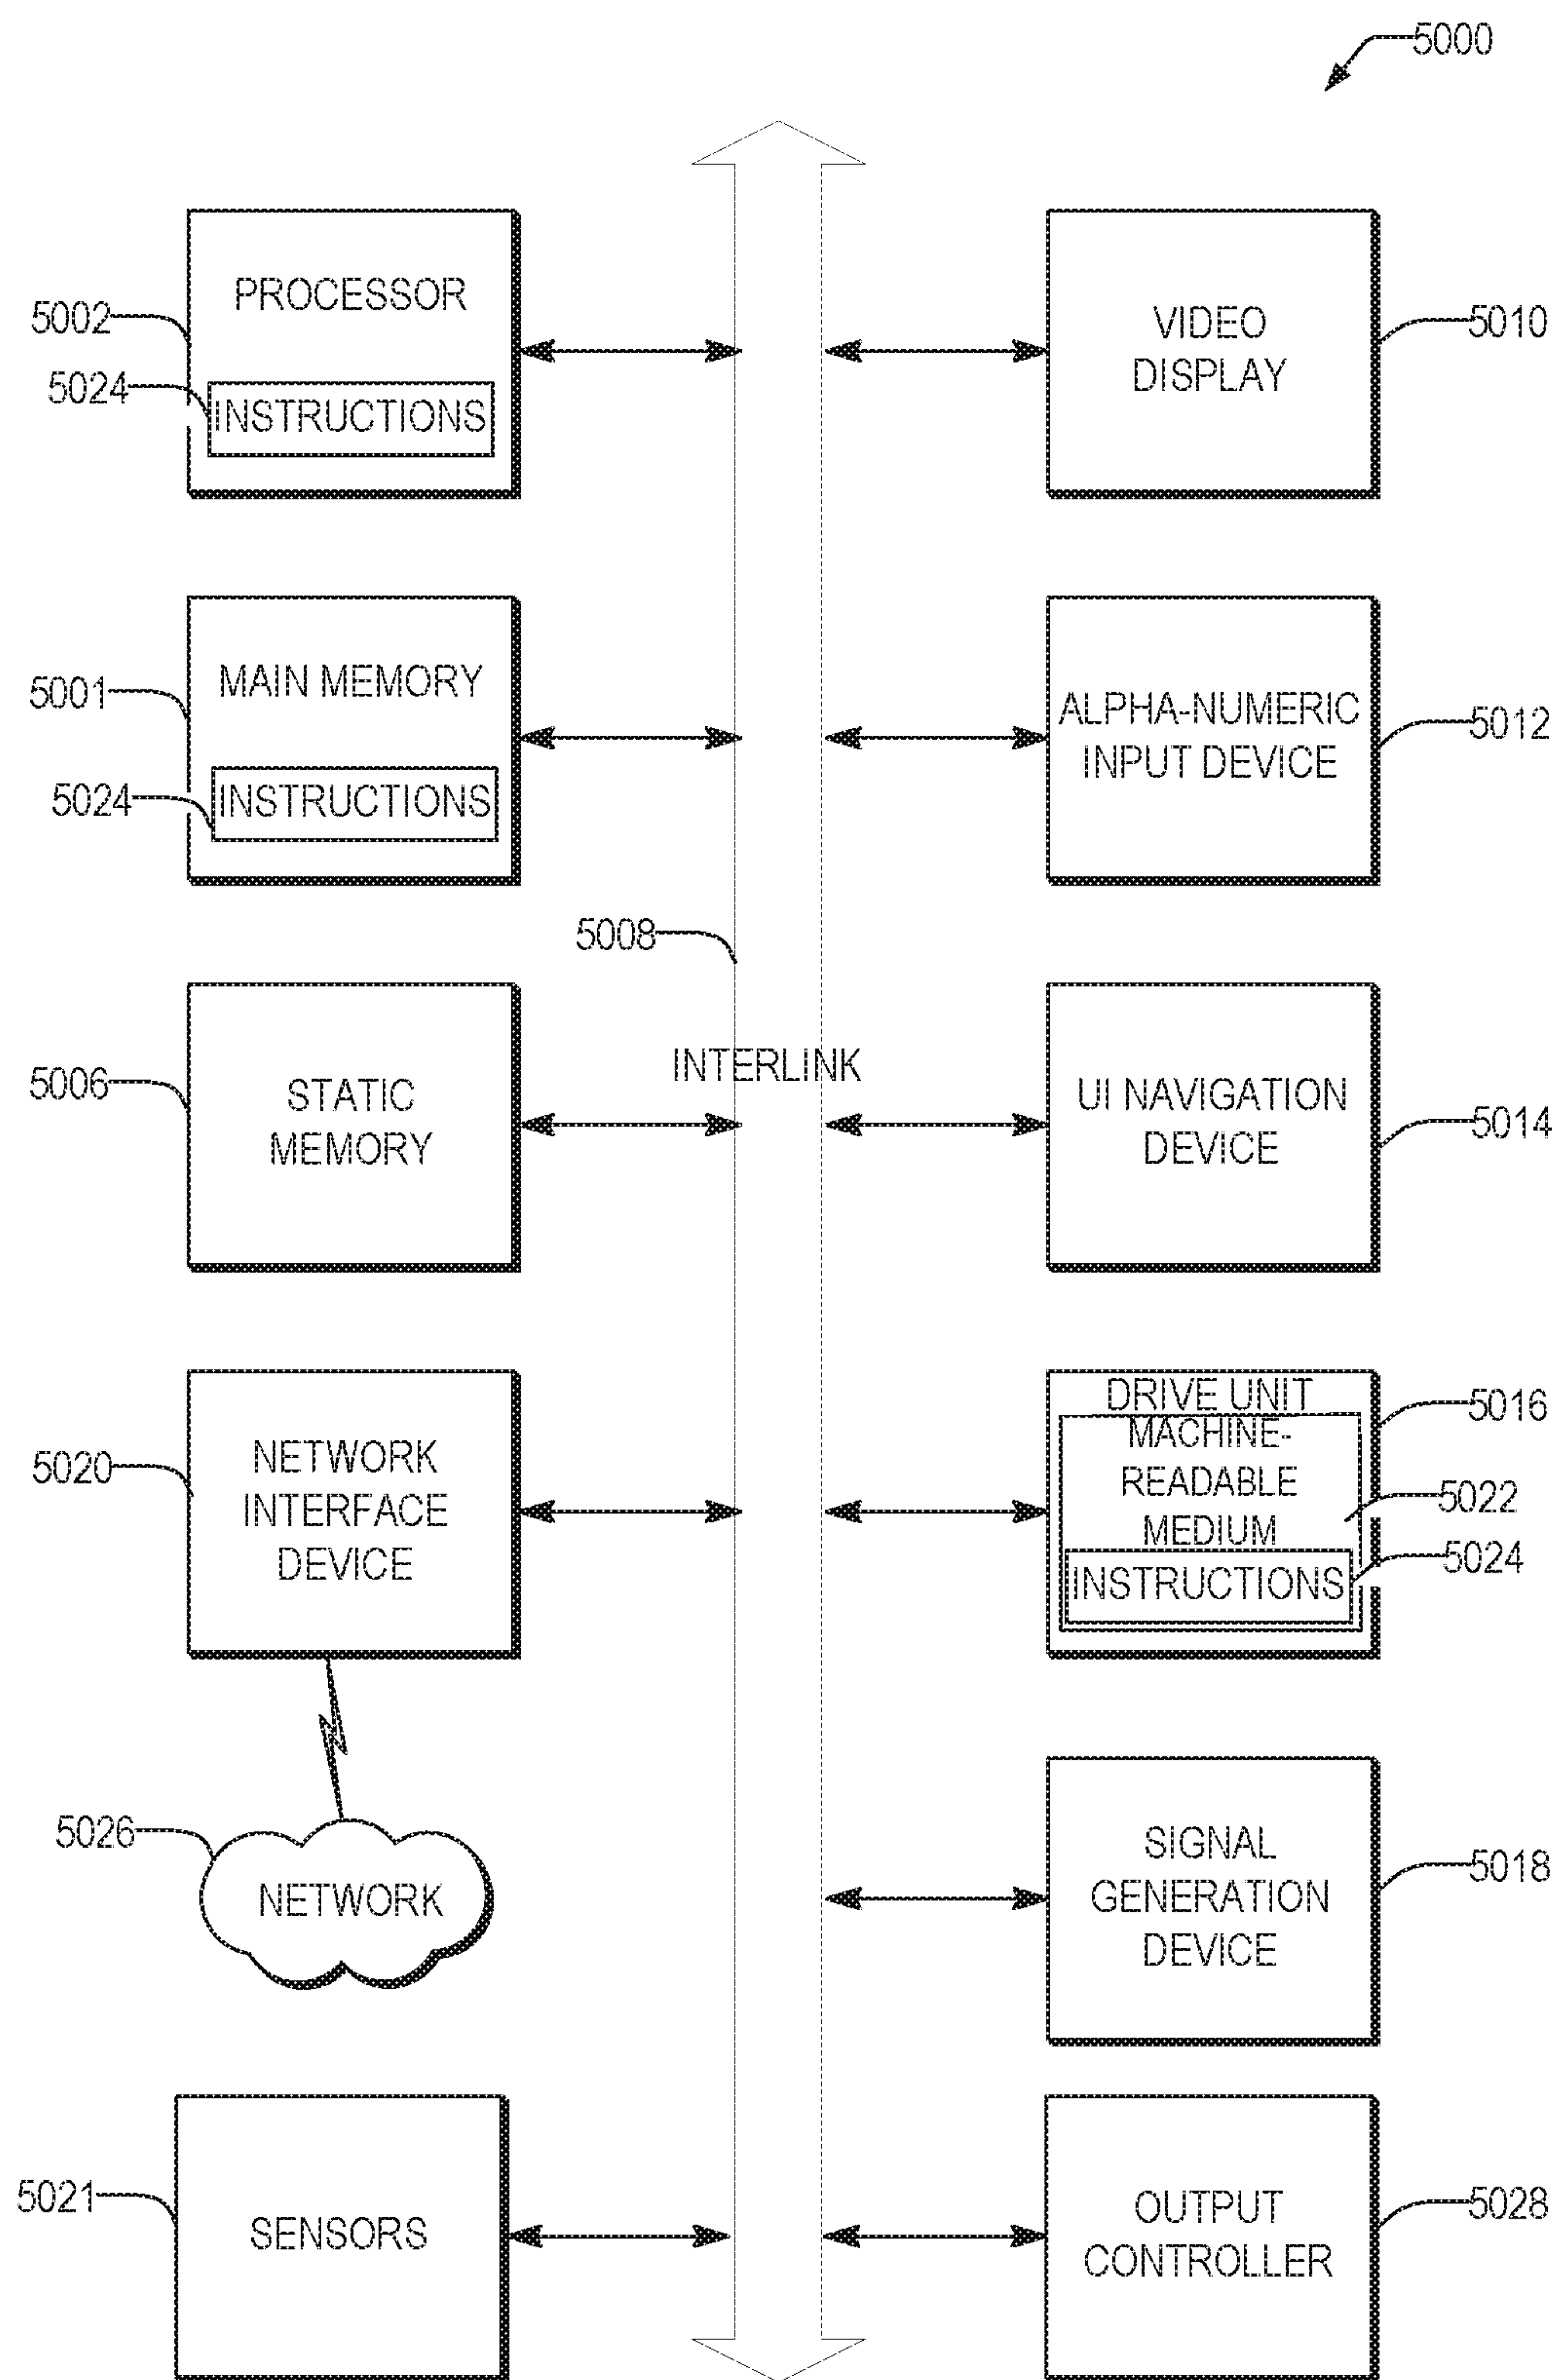 5000
PROCESSOR
5002
5024
INSTRUCTIONS
VIDEO
DISPLAY
5010
MAIN MEMORY
5001
5024
INSTRUCTIONS
ALPHA-NUMERIC
INPUT DEVICE
5012
5008
INTERLINK
5006
STATIC
MEMORY
UI NAVIGATION
DEVICE
5014
5020
NETWORK
INTERFACE
DEVICE
DRIVE UNIT
5016
MACHINE-
READABLE
MEDIUM
5022
5024
INSTRUCTIONS
5026
NETWORK
SIGNAL
GENERATION
DEVICE
5018
5021
SENSORS
OUTPUT
CONTROLLER
5028